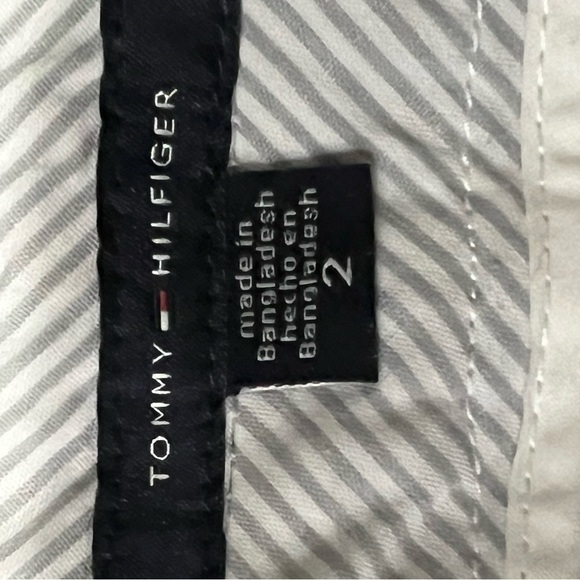 TOMMY HILFIGER
made in
Bangladesh
hecho en
Bangladesh
2